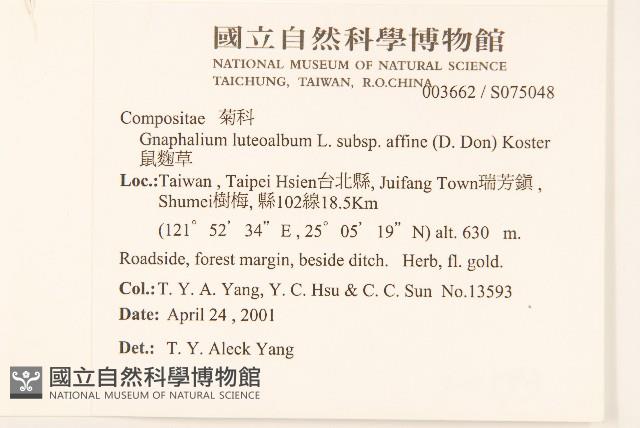 國立自然科學博物館
NATIONAL MUSEUM OF NATURAL SCIENCE
TAICHUNG, TAIWAN, R.O.CHINA
003662 / S075048
Compositae 菊科
Gnaphalium luteoalbum L. subsp. affine (D. Don) Koster
鼠麴草
Loc.:Taiwan , Taipei Hsien台北縣, Juifang Town瑞芳鎮 ,
Shumei樹梅, 縣102線18.5Km
(121° 52' 34" E , 25° 05' 19" N) alt. 630 m.
Roadside, forest margin, beside ditch. Herb, fl. gold.
Col.: T. Y. A. Yang, Y. C. Hsu & C. C. Sun No.13593
Date: April 24 , 2001
Det.: T. Y. Aleck Yang
國立自然科學博物館
NATIONAL MUSEUM OF NATURAL SCIENCE